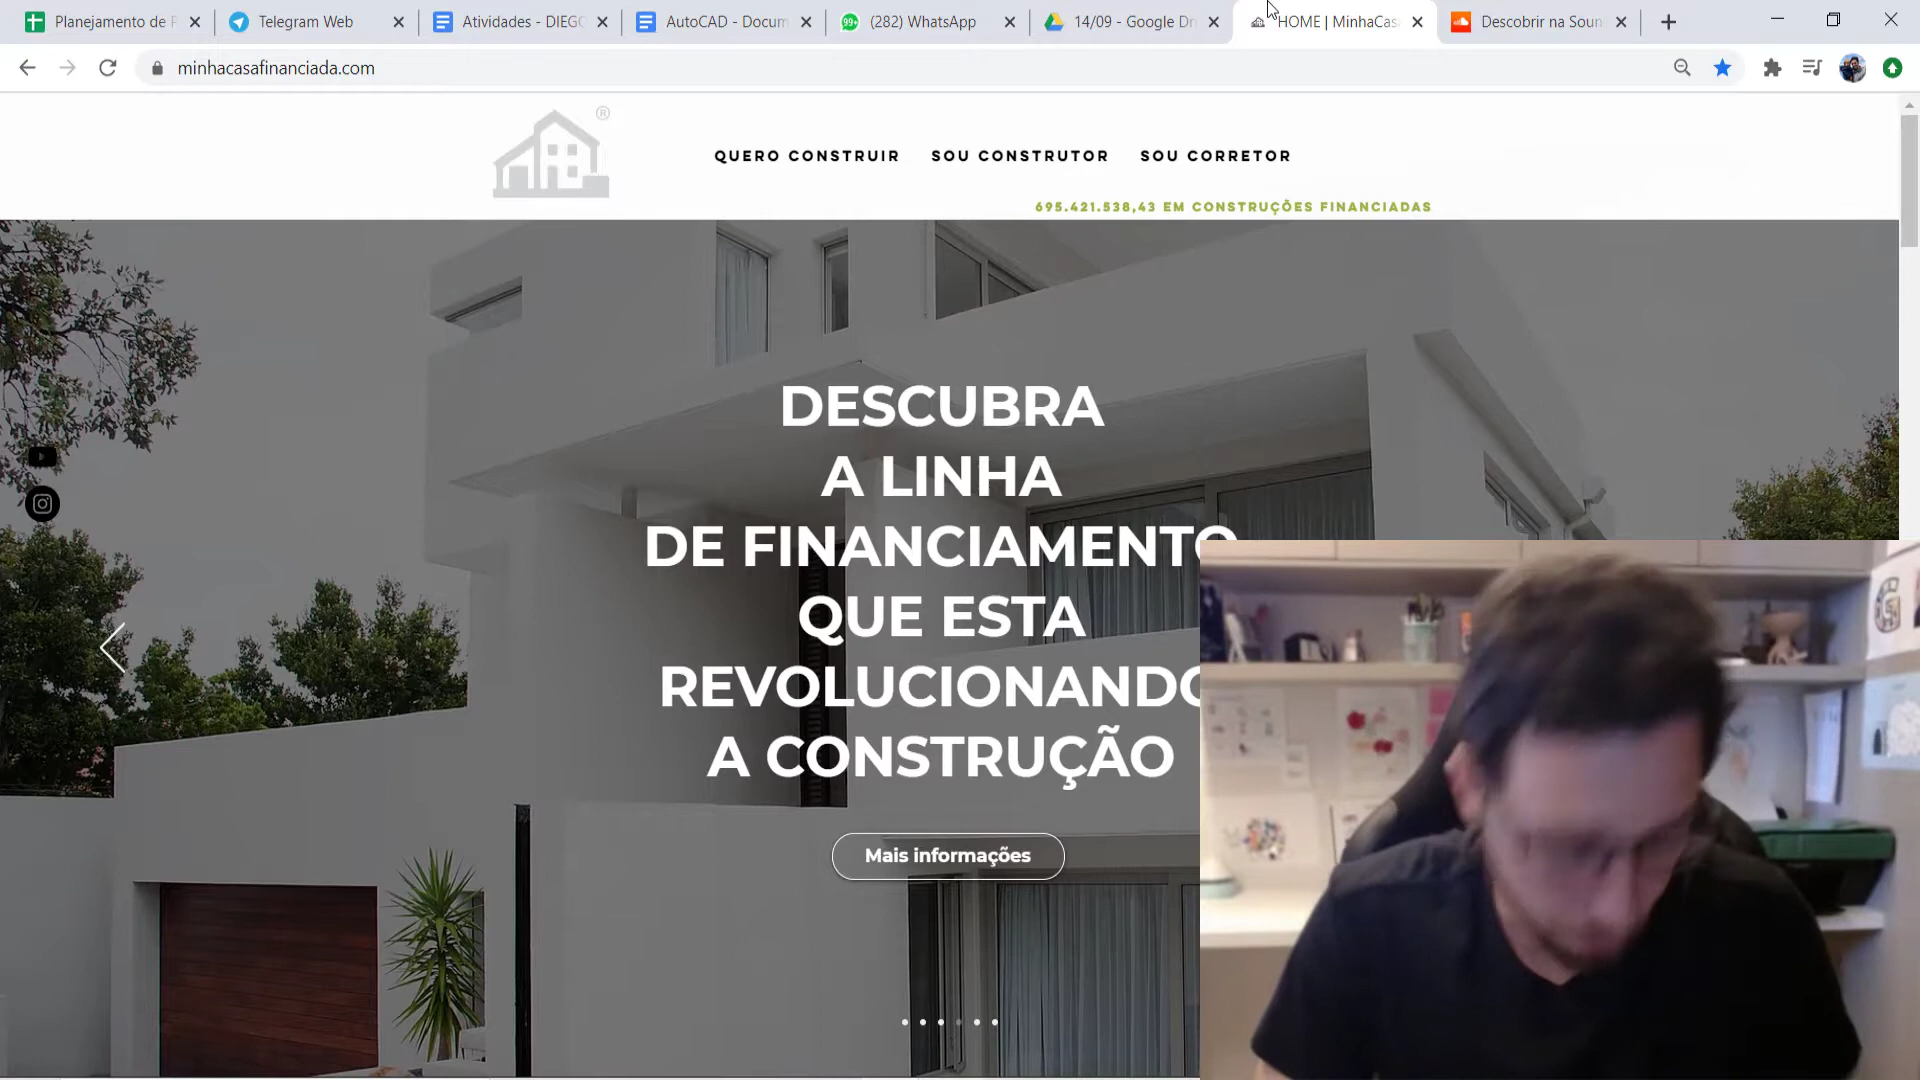 Planejamento de P
Telegram Web
Atividades - DIEGO
AutoCAD - Docum
99+
(282) WhatsApp
14/09 - Google Dri
HOME | MinhaCas
Descobrir na Soun
minhacasafinanciada.com
®
QUERO CONSTRUIR
SOU CONSTRUTOR
SOU CORRETOR
695.421.538,43 EM CONSTRUÇÕES FINANCIADAS
DESCUBRA
A LINHA
DE FINANCIAMENTO
QUE ESTA
REVOLUCIONANDO
A CONSTRUÇÃO
Mais informações